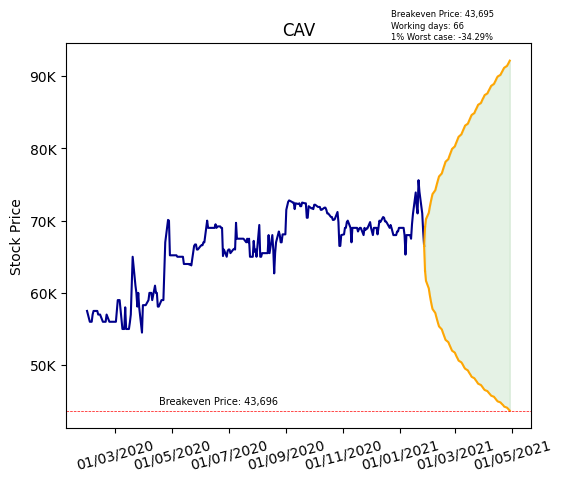 Breakeven Price: 43,695
Working days: 66
1% Worst case: -34.29%
CAV
Stock Price
90K
80K
70K
60K
50K
Breakeven Price: 43,696
01/03/2020
01/05/2020
01/07/2020
01/09/2020
01/11/2020
01/01/2021
01/03/2021
01/05/2021